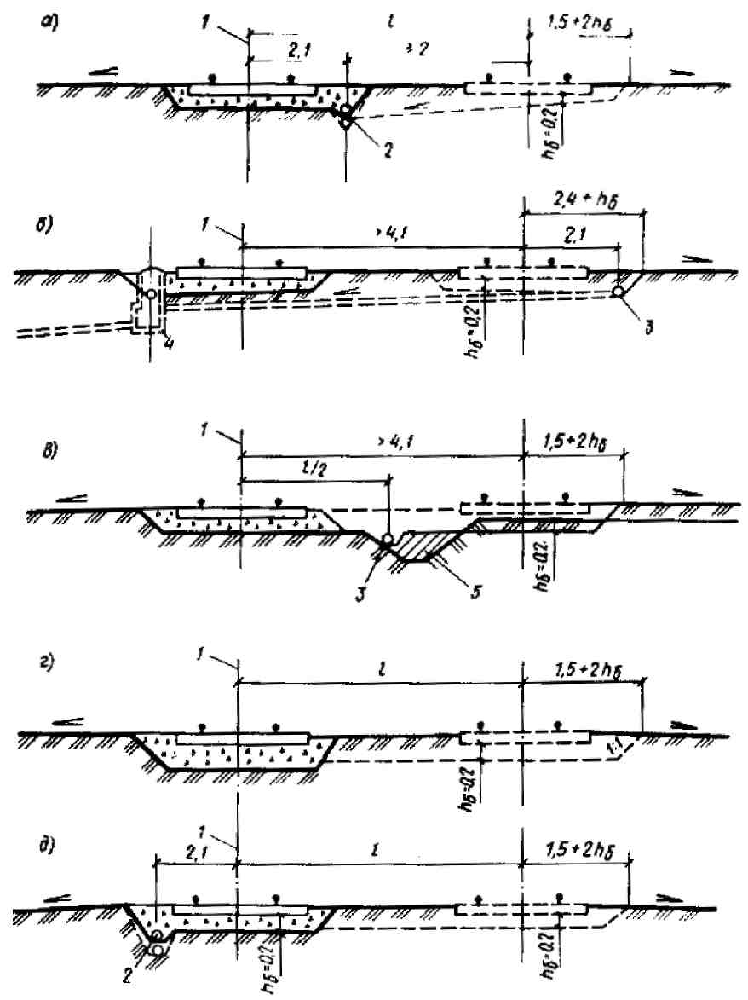 а) 1 l 1,5+2hб
2,1 ≥2
2 hб=0,2
б) 1 2,4+hб
>4,1 2,1
4 hб=0,2 3
в) 1 >4,1 1,5+2hб
l/2
3 5 hб=0,2
г) 1 l 1,5+2hб
1:1
hб=0,2
д) 1
2,1 l 1,5+2hб
2 hб=0,2 hб=0,2